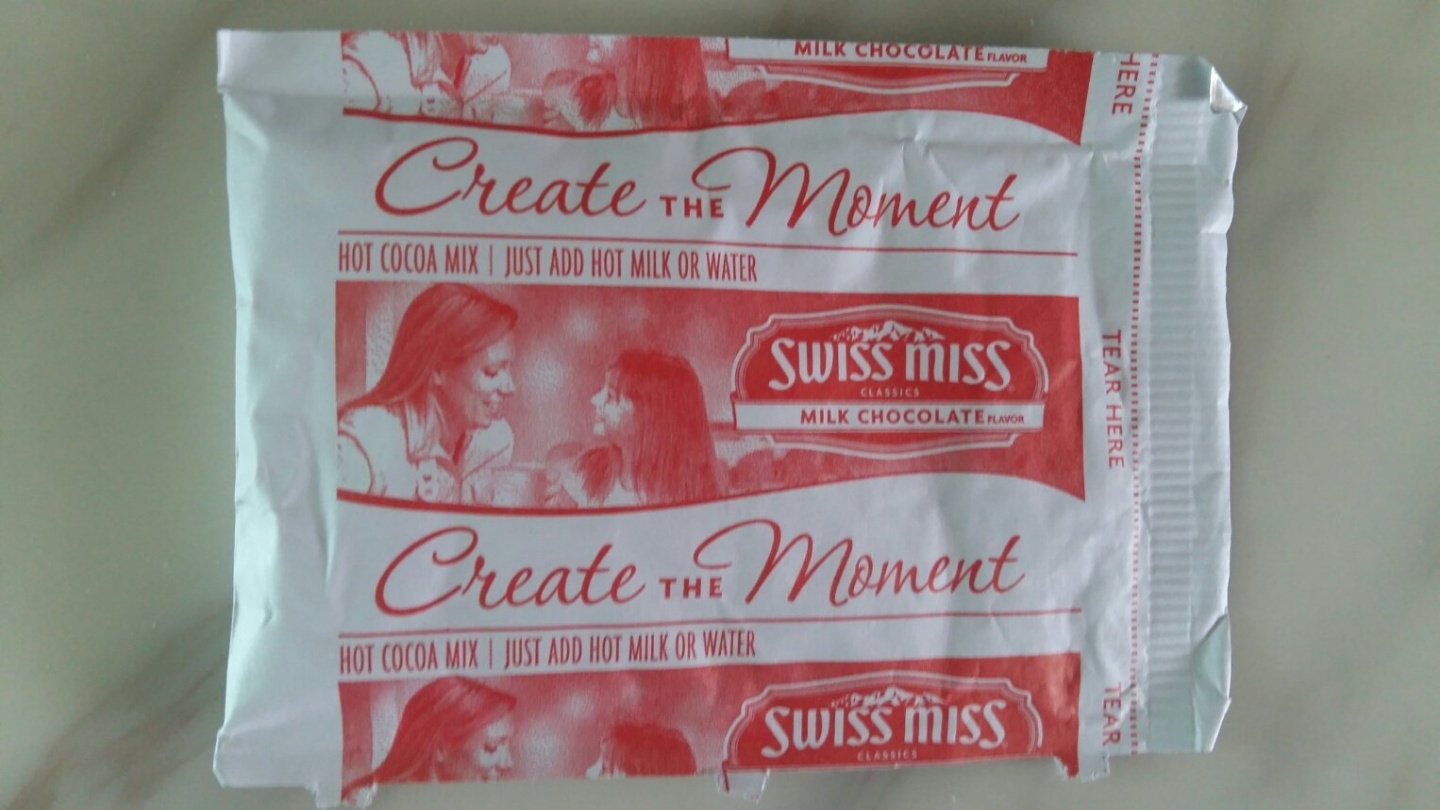 MILK CHOCOLATE FLAVOR
HERE
Create THE Moment
HOT COCOA MIX | JUST ADD HOT MILK OR WATER
SWISS MISS
CLASSICS
MILK CHOCOLATE FLAVOR
TEAR HERE
Create THE Moment
HOT COCOA MIX | JUST ADD HOT MILK OR WATER
SWISS MISS
CLASSICS
TEAR